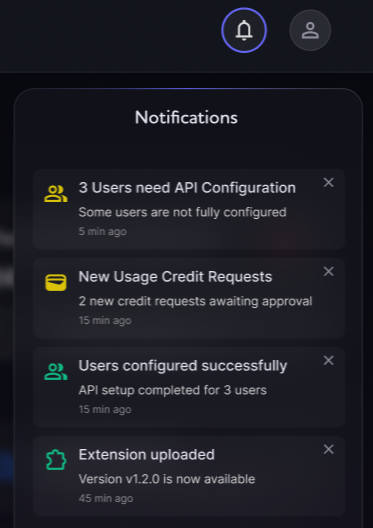 Notifications
3 Users need API Configuration
Some users are not fully configured
5 min ago
New Usage Credit Requests
2 new credit requests awaiting approval
15 min ago
Users configured successfully
API setup completed for 3 users
15 min ago
Extension uploaded
Version v1.2.0 is now available
45 min ago